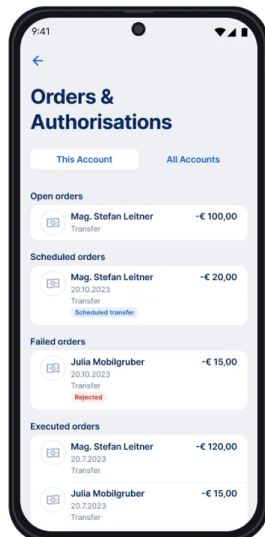 9:41
Orders &
Authorisations
This Account All Accounts
Open orders
Mag. Stefan Leitner -€ 100,00
Transfer
Scheduled orders
Mag. Stefan Leitner -€ 20,00
20.10.2023
Transfer
Scheduled transfer
Failed orders
Julia Mobilgruber -€ 15,00
20.10.2023
Transfer
Rejected
Executed orders
Mag. Stefan Leitner -€ 120,00
20.7.2023
Transfer
Julia Mobilgruber -€ 15,00
20.7.2023
Transfer